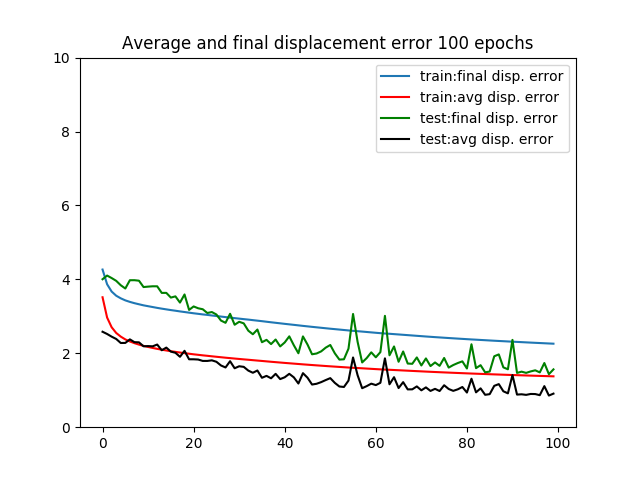 Average and final displacement error 100 epochs
10
8
6
4
2
0
train:final disp. error
train:avg disp. error
test:final disp. error
test:avg disp. error
0 20 40 60 80 100